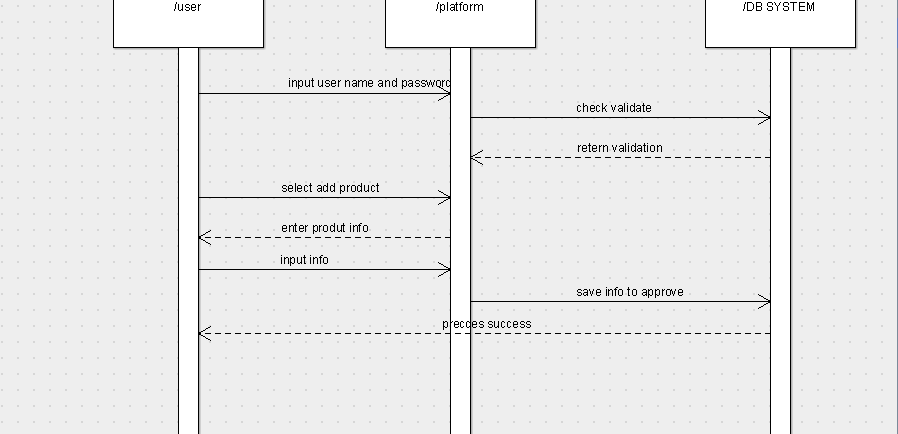 /user
/platform
/DB SYSTEM
input user name and password
check validate
retern validation
select add product
enter produt info
input info
save info to approve
precces success